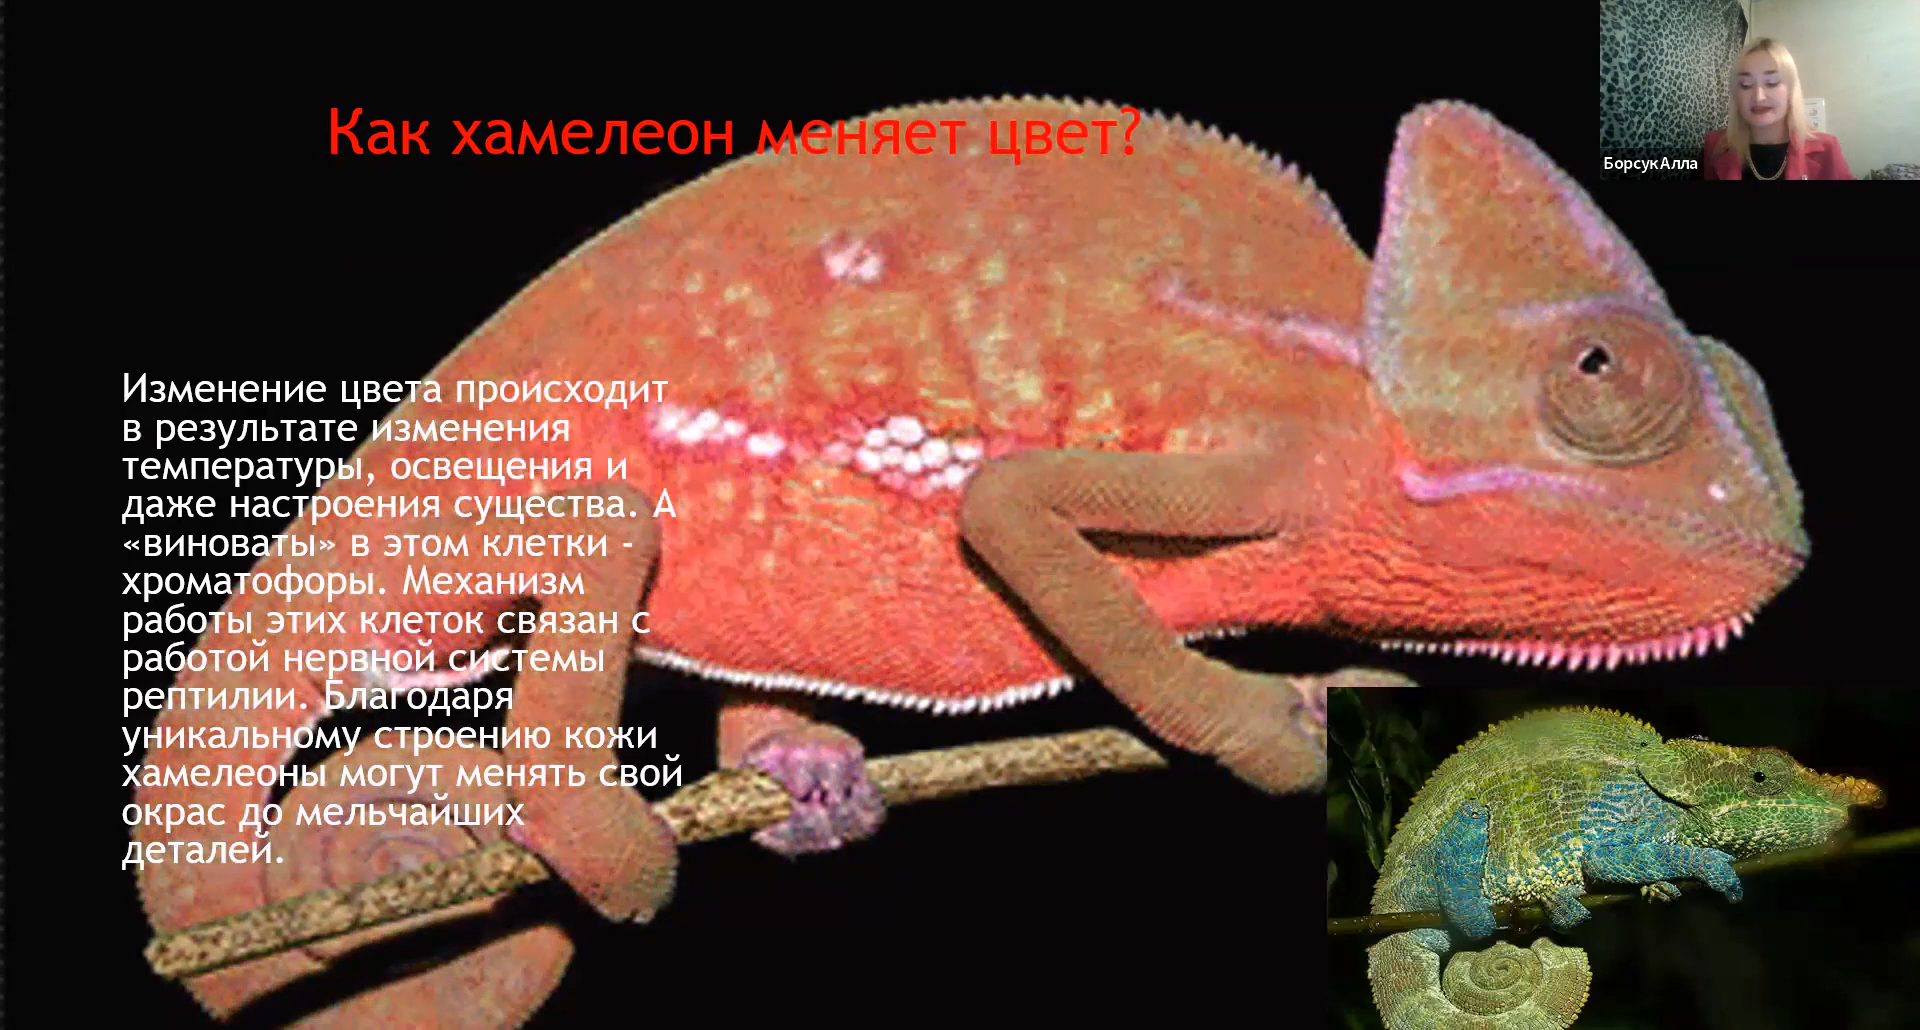 Как хамелеон меняет цвет?
БорсукАлла
Изменение цвета происходит
в результате изменения
температуры, освещения и
даже настроения существа. А
«виноваты» в этом клетки -
хроматофоры. Механизм
работы этих клеток связан с
работой нервной системы
рептилии. Благодаря
уникальному строению кожи
хамелеоны могут менять свой
окрас до мельчайших
деталей.